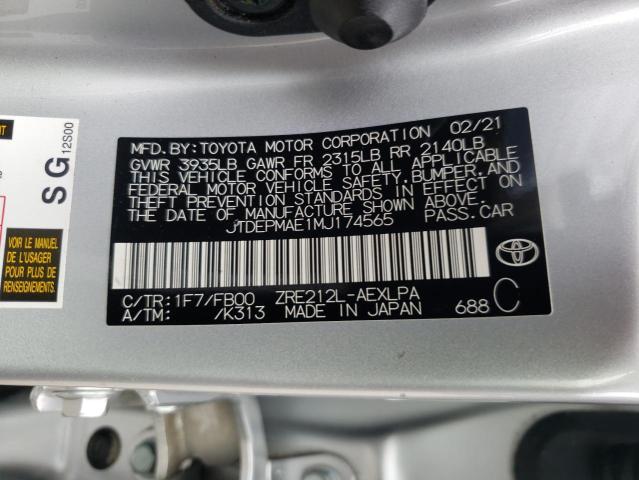 NT
e
S G 12S00
VOIR LE MANUEL
DE L'USAGER
POUR PLUS DE
RENSEIGNEMENTS
MFD. BY: TOYOTA MOTOR CORPORATION 02/21
GVWR 3935LB GAWR FR 2315LB RR 2140LB
THIS VEHICLE CONFORMS TO ALL APPLICABLE
FEDERAL MOTOR VEHICLE SAFETY, BUMPER, AND
THEFT PREVENTION STANDARDS IN EFFECT ON
THE DATE OF MANUFACTURE SHOWN ABOVE.
JTDEPMAE1MJ174565 PASS. CAR
C/TR: 1F7/FB00 ZRE212L-AEXLPA
A/TM: /K313 MADE IN JAPAN 688 C